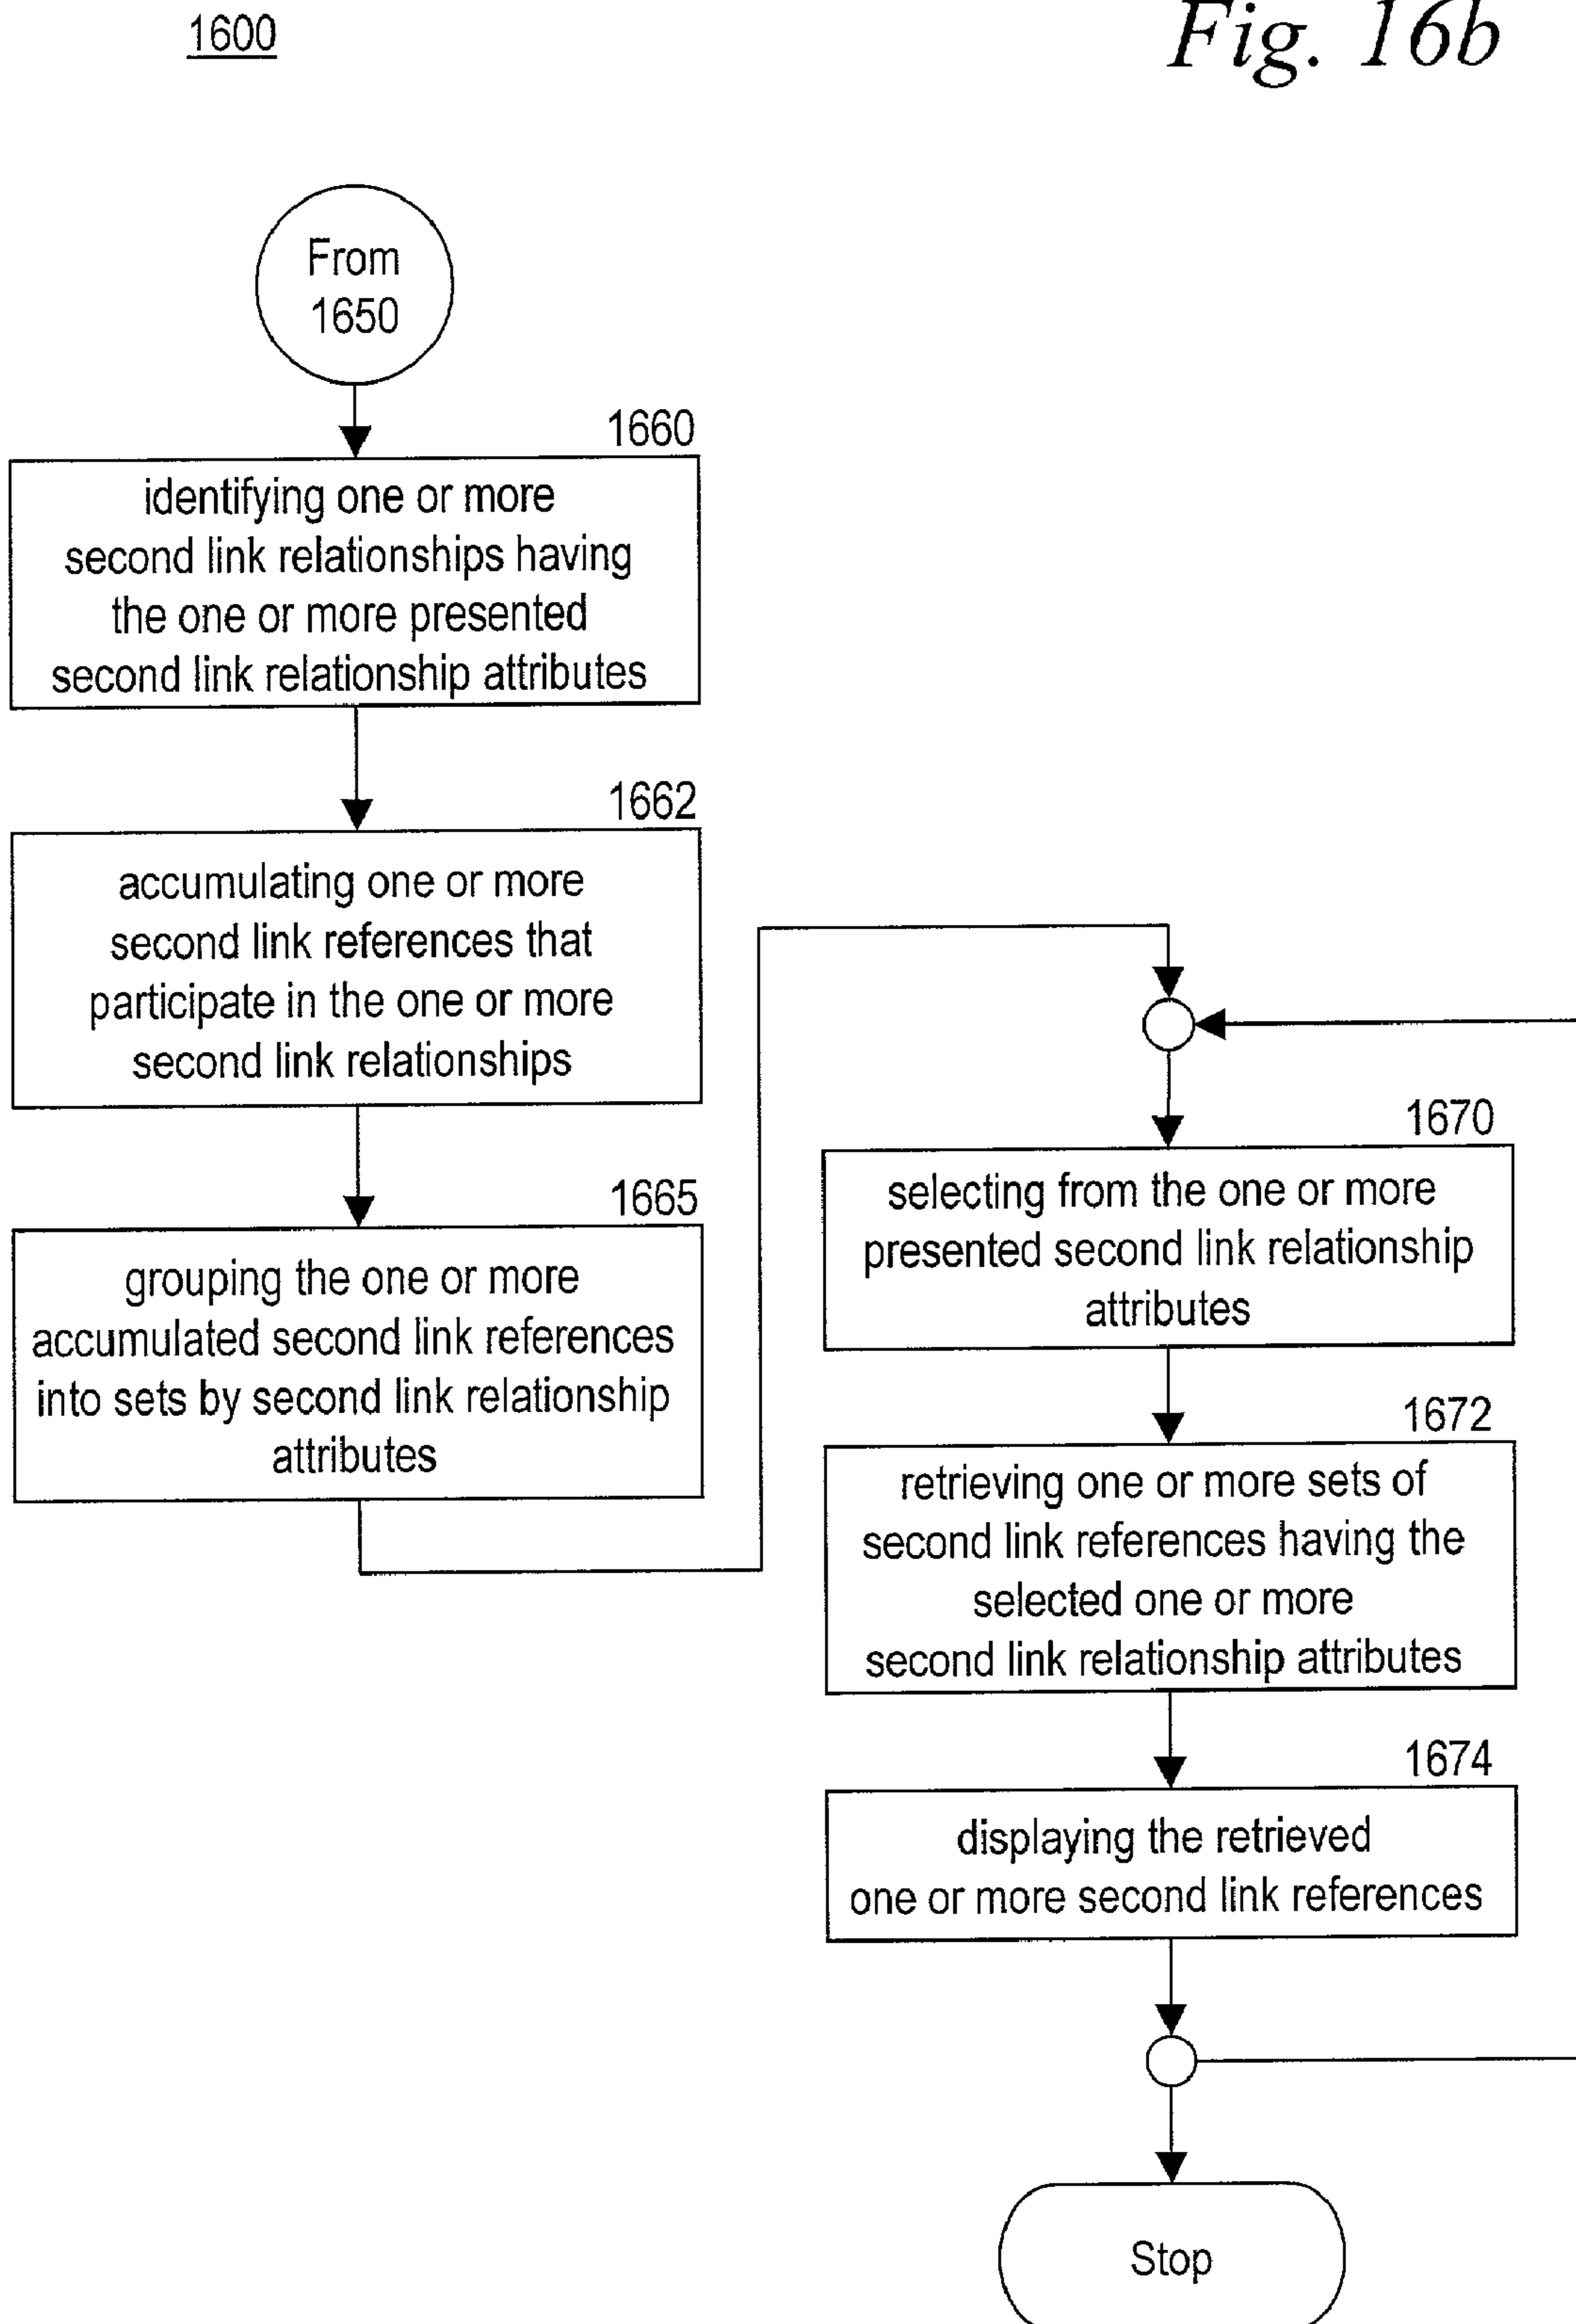 1600
Fig. 16b
From
1650
1660
identifying one or more
second link relationships having
the one or more presented
second link relationship attributes
1662
accumulating one or more
second link references that
participate in the one or more
second link relationships
1665
grouping the one or more
accumulated second link references
into sets by second link relationship
attributes
1670
selecting from the one or more
presented second link relationship
attributes
1672
retrieving one or more sets of
second link references having the
selected one or more
second link relationship attributes
1674
displaying the retrieved
one or more second link references
Stop